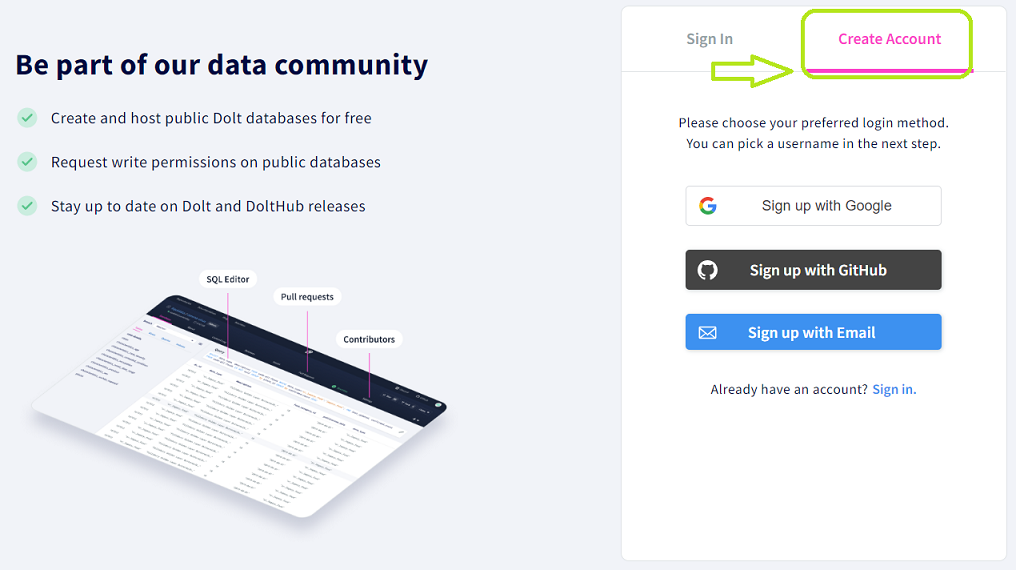 Be part of our data community
Create and host public Dolt databases for free
Request write permissions on public databases
Stay up to date on Dolt and DoltHub releases
SQL Editor
Pull requests
Contributors
Sign In
Create Account
Please choose your preferred login method.
You can pick a username in the next step.
Sign up with Google
Sign up with GitHub
Sign up with Email
Already have an account? Sign in.